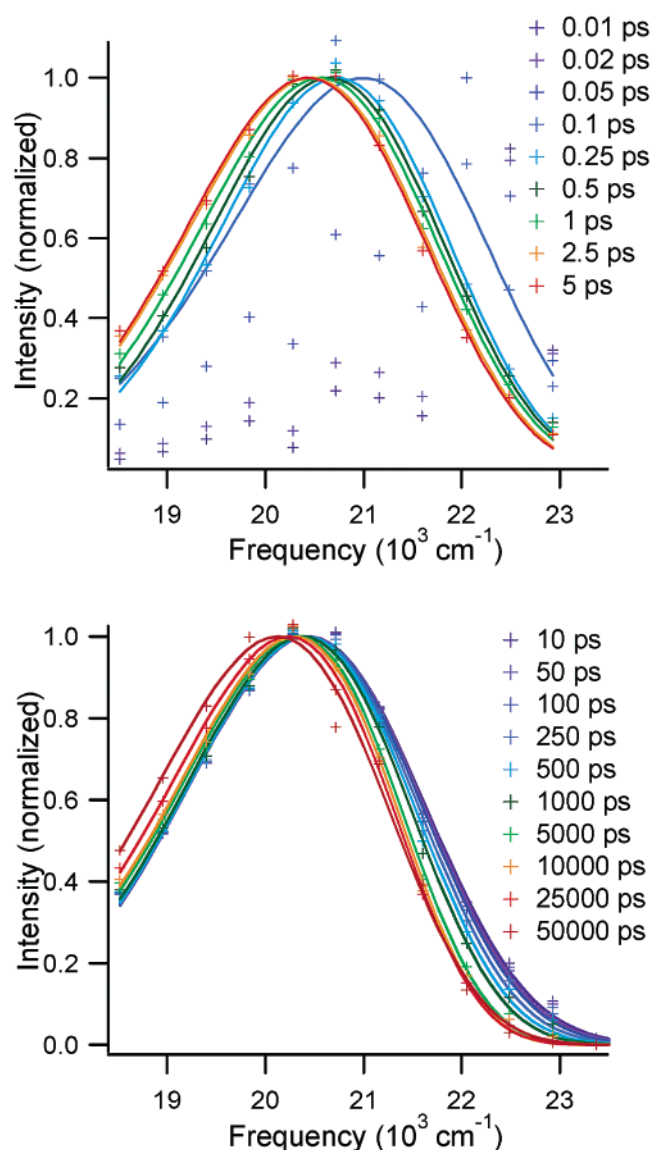 Intensity (normalized)
1.0
0.8
0.6
0.4
0.2
19
20
21
22
23
Frequency (10³ cm⁻¹)
+ 0.01 ps
+ 0.02 ps
+ 0.05 ps
+ 0.1 ps
+ 0.25 ps
+ 0.5 ps
+ 1 ps
+ 2.5 ps
+ 5 ps
Intensity (normalized)
1.0
0.8
0.6
0.4
0.2
0.0
19
20
21
22
23
Frequency (10³ cm⁻¹)
+ 10 ps
+ 50 ps
+ 100 ps
+ 250 ps
+ 500 ps
+ 1000 ps
+ 5000 ps
+ 10000 ps
+ 25000 ps
+ 50000 ps